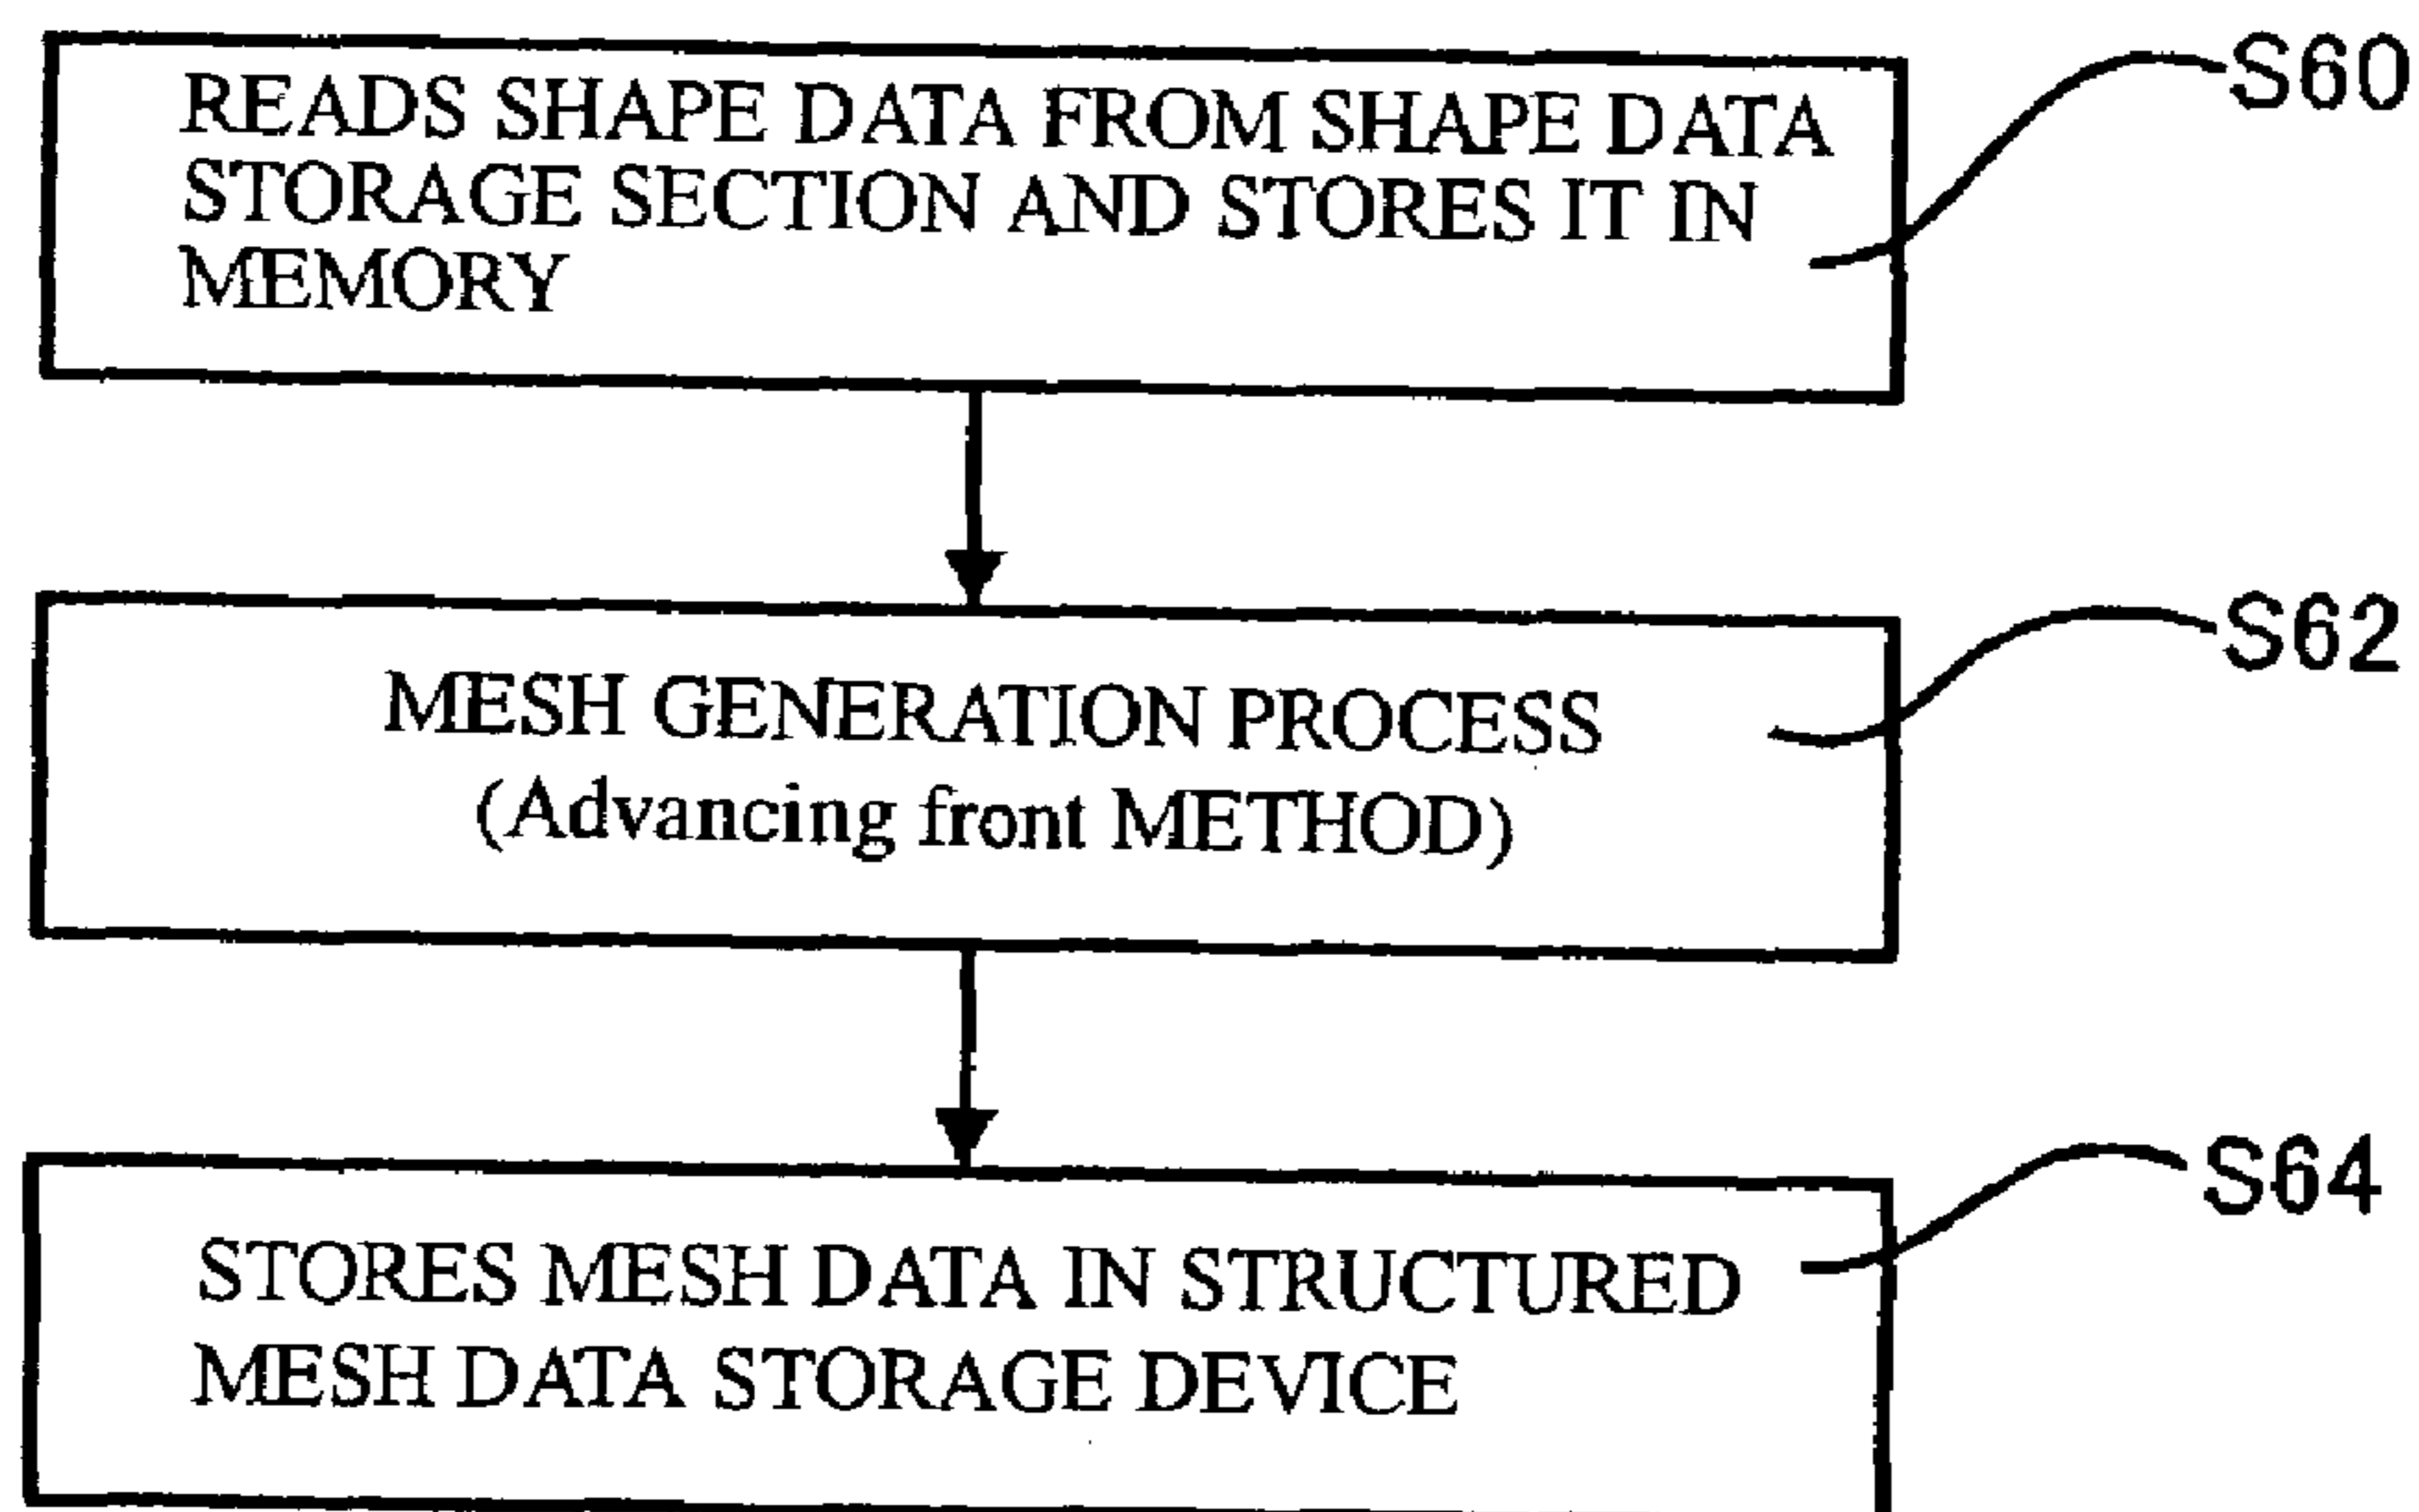 READS SHAPE DATA FROM SHAPE DATA
STORAGE SECTION AND STORES IT IN
MEMORY
S60
MESH GENERATION PROCESS
(Advancing front METHOD)
S62
STORES MESH DATA IN STRUCTURED
MESH DATA STORAGE DEVICE
S64